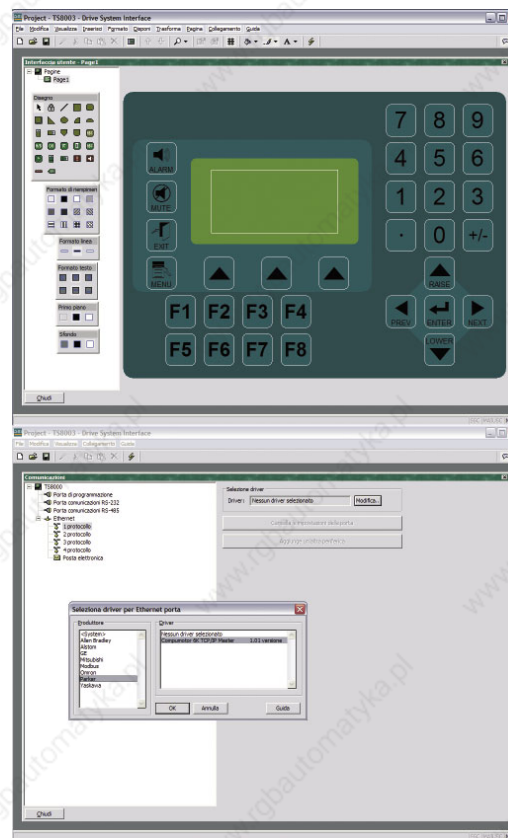 Project - TS8003 - Drive System Interface
File Modifica Visualizza Inserisci Formato Disponi Trasforma Pagina Collegamento Guida
Interfaccia utente - Page1
Pagine
Page1
Disegno
Formato di riempimento
Formato linea
Formato testo
Primo piano
Sfondo
ALARM
MUTE
EXIT
MENU
7 8 9
4 5 6
1 2 3
. 0 +/-
RAISE
PREV ENTER NEXT
LOWER
F1 F2 F3 F4
F5 F6 F7 F8
Chiudi
Project - TS8003 - Drive System Interface
File Modifica Visualizza Collegamento Guida
Comunicazioni
TS8000
Porta di programmazione
Porta comunicazioni RS-232
Porta comunicazioni RS-485
Ethernet
1 protocollo
2 protocollo
3 protocollo
4 protocollo
Posta elettronica
Selezione driver
Driver: Nessun driver selezionato Modifica...
Seleziona driver per Ethernet porta
Produttore
<System>
Allen Bradley
Alstom
GE
Mitsubishi
Modbus
Omron
Parker
Yaskawa
Driver
Nessun driver selezionato
Compumotor 6K TCP/IP Master 1.01 versione
OK Annulla Guida
Chiudi
www.rgbautomatyka.pl